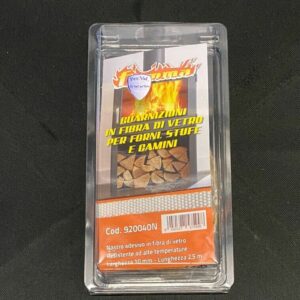 GUARNIZIONI
IN FIBRA DI VETRO
PER FORNI, STUFE
E CAMINI
Cod. 920040N
Nastro adesivo in fibra di vetro
Resistente ad alte temperature
Larghezza 10 mm - Lunghezza 2,5 m